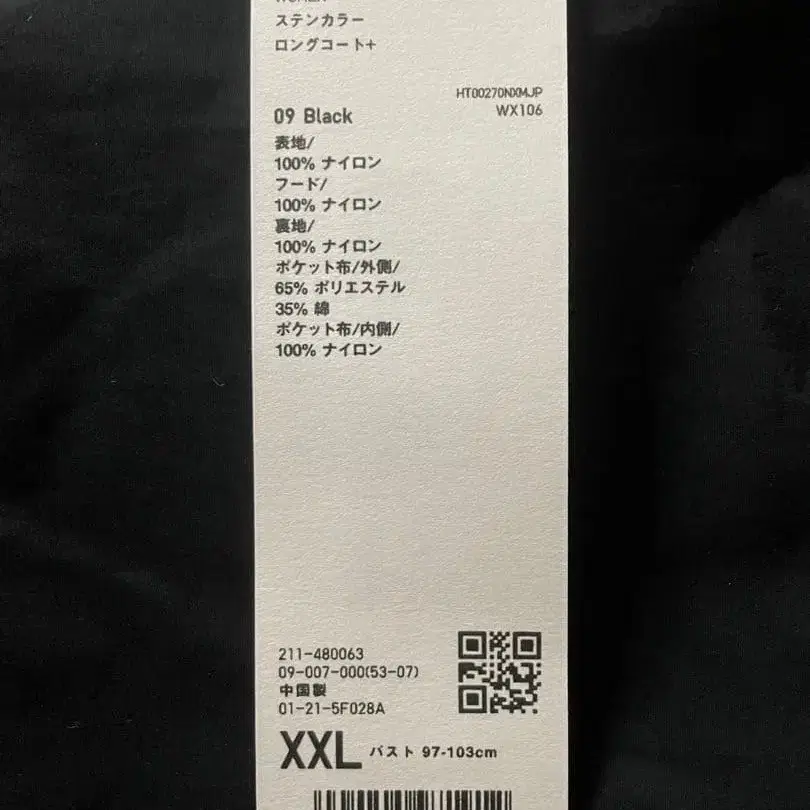 ステンカラー
ロングコート+
HT00270NXMJP
WX106
09 Black
表地/
100% ナイロン
フード/
100% ナイロン
裏地/
100% ナイロン
ポケット布/外側/
65% ポリエステル
35% 綿
ポケット布/内側/
100% ナイロン
211-480063
09-007-000(53-07)
中国製
01-21-5F028A
XXL バスト 97-103cm